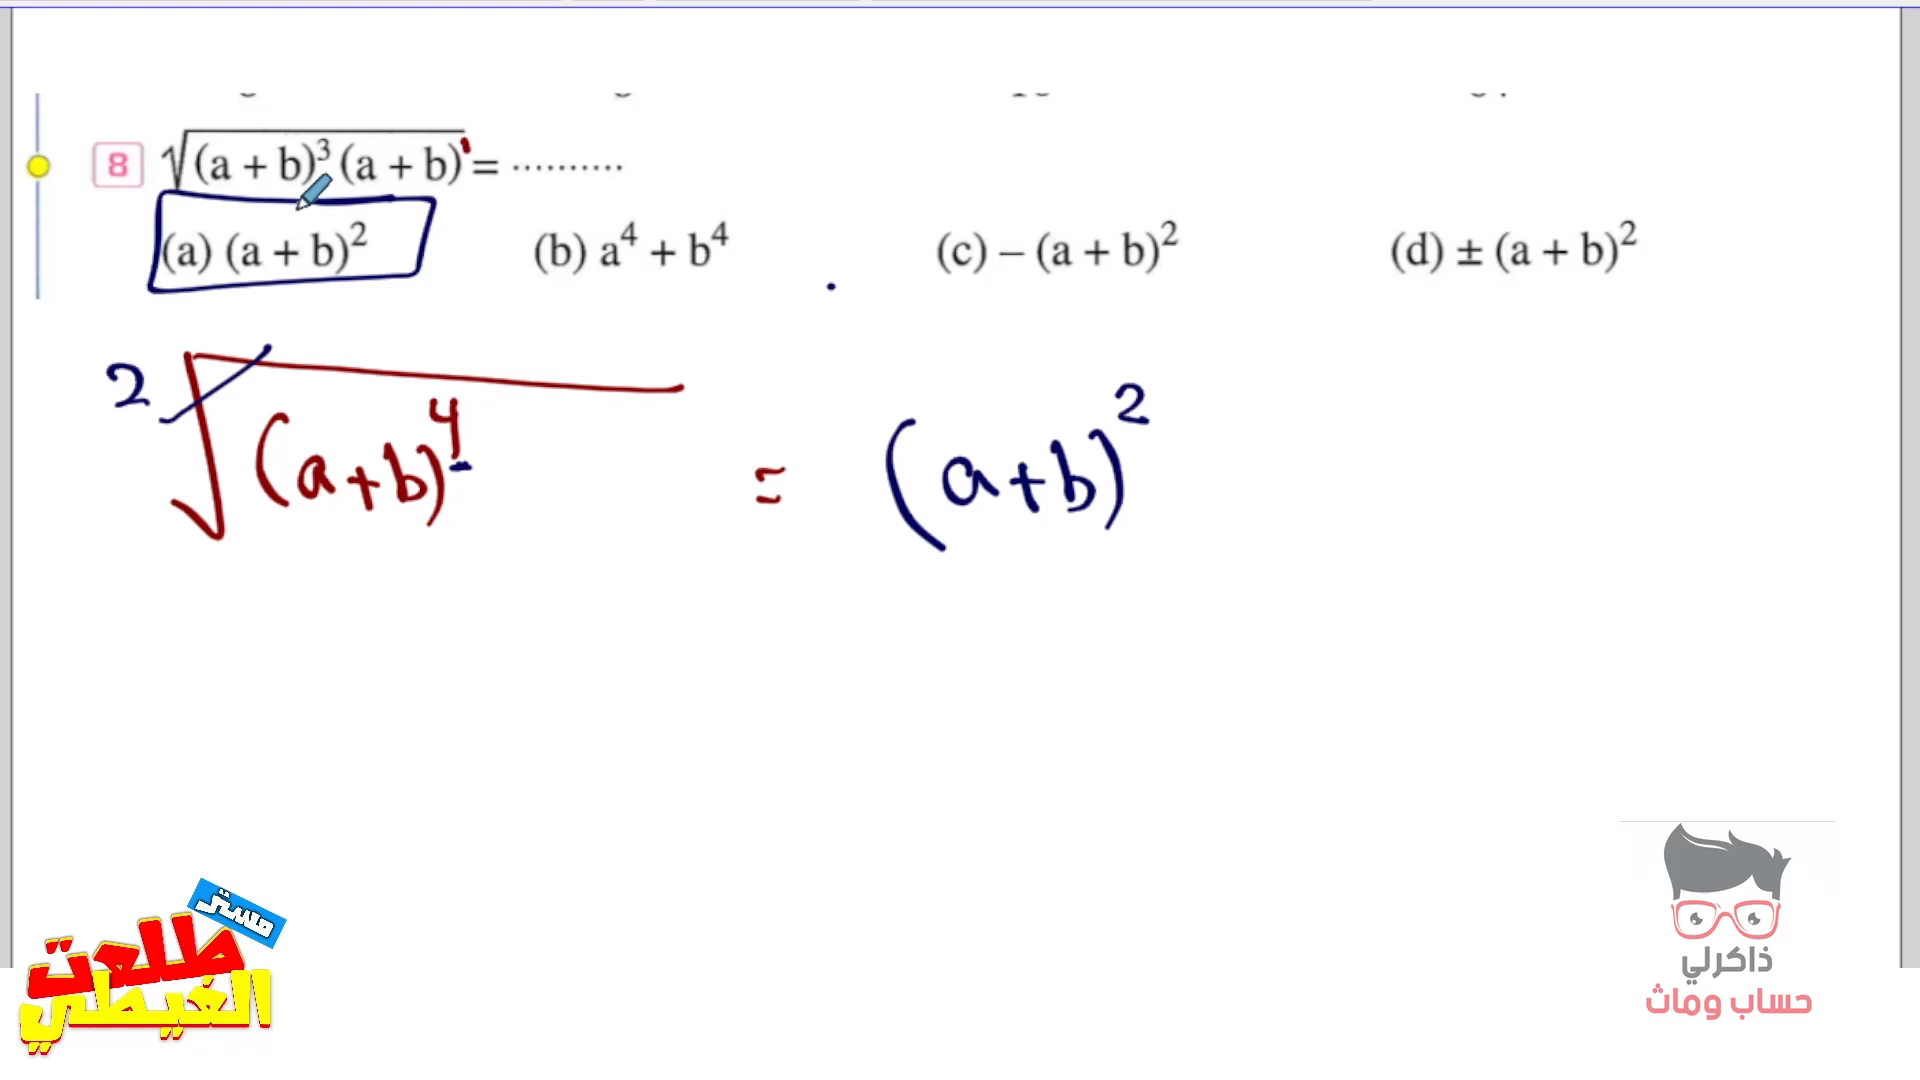 8 √(a + b)³ (a + b)¹ = ..........
(a) (a + b)² (b) a⁴ + b⁴ (c) – (a + b)² (d) ± (a + b)²
2 √(a+b)⁴ = (a+b)²
مستر
طلعت
الغيطي
ذاكرلي
حساب وماث